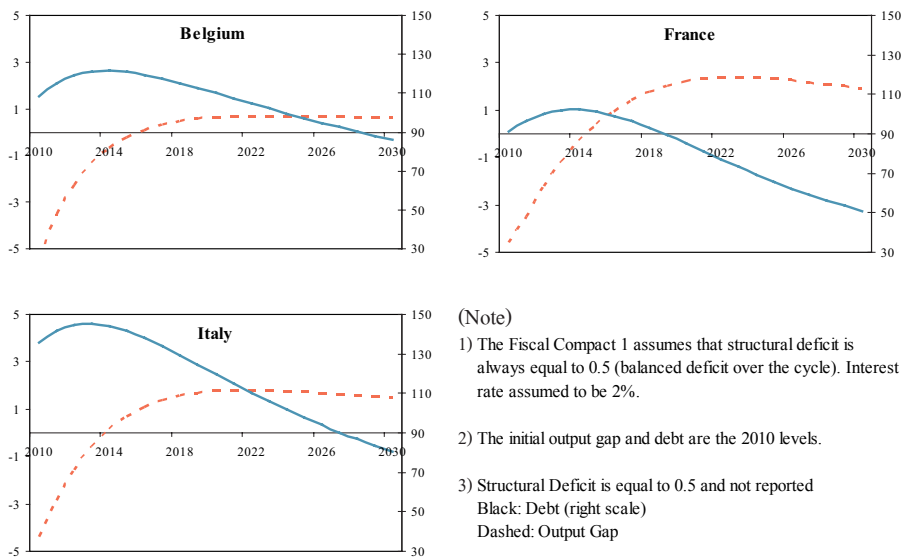 Belgium
5
3
1
-1
-3
-5
150
130
110
90
70
50
30
2010 2014 2018 2022 2026 2030
France
5
3
1
-1
-3
-5
150
130
110
90
70
50
30
2010 2014 2018 2022 2026 2030
Italy
5
3
1
-1
-3
-5
150
130
110
90
70
50
30
2010 2014 2018 2022 2026 2030
(Note)
1) The Fiscal Compact 1 assumes that structural deficit is
always equal to 0.5 (balanced deficit over the cycle). Interest
rate assumed to be 2%.
2) The initial output gap and debt are the 2010 levels.
3) Structural Deficit is equal to 0.5 and not reported
Black: Debt (right scale)
Dashed: Output Gap